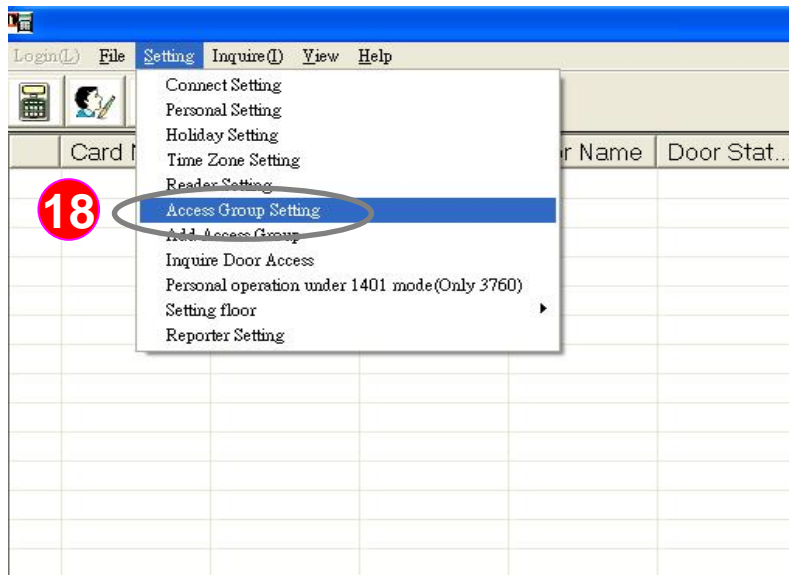 Login(L) File Setting Inquire(I) View Help
Connect Setting
Personal Setting
Holiday Setting
Card r Name Door Stat...
Time Zone Setting
Reader Setting
18 Access Group Setting
Add Access Group
Inquire Door Access
Personal operation under 1401 mode(Only 3760)
Setting floor
Reporter Setting